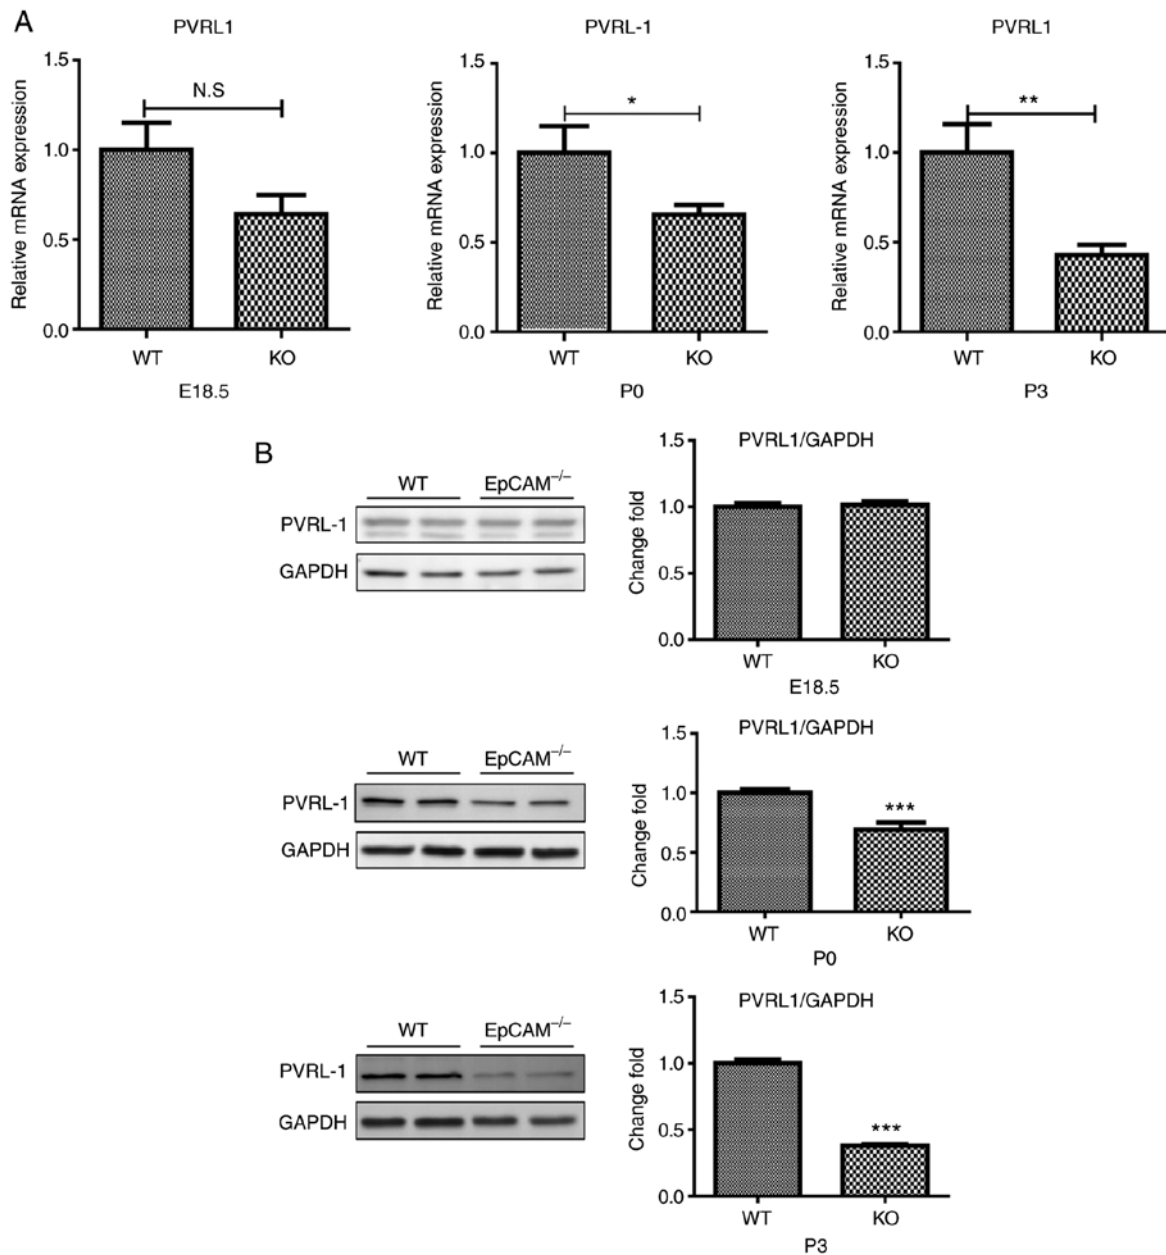 A
PVRL1
PVRL-1
PVRL1
Relative mRNA expression
1.5
1.0
0.5
0.0
N.S
WT
KO
E18.5
Relative mRNA expression
1.5
1.0
0.5
0.0
*
WT
KO
P0
Relative mRNA expression
1.5
1.0
0.5
0.0
**
WT
KO
P3
B
WT
EpCAM–/–
PVRL-1
GAPDH
PVRL1/GAPDH
Change fold
1.5
1.0
0.5
0.0
WT
KO
E18.5
WT
EpCAM–/–
PVRL-1
GAPDH
PVRL1/GAPDH
Change fold
1.5
1.0
0.5
0.0
***
WT
KO
P0
WT
EpCAM–/–
PVRL-1
GAPDH
PVRL1/GAPDH
Change fold
1.5
1.0
0.5
0.0
***
WT
KO
P3